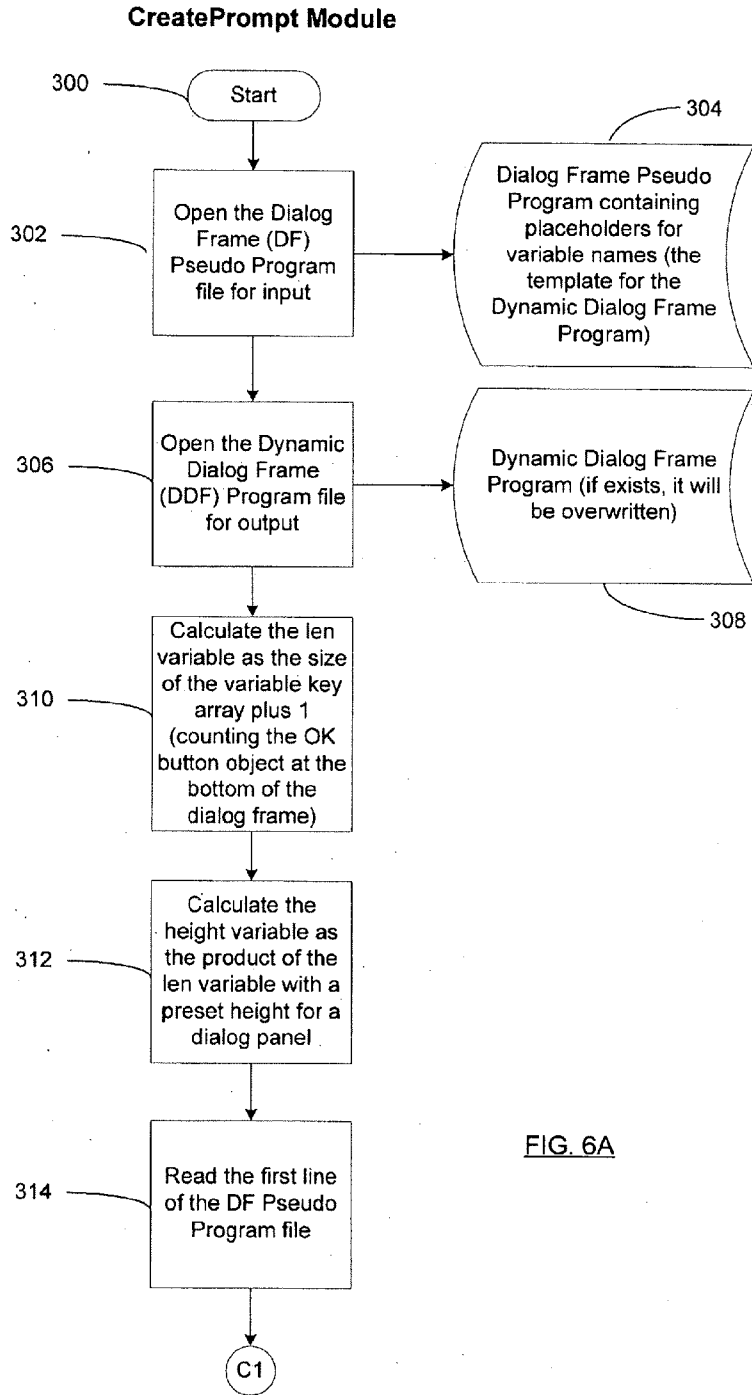 CreatePrompt Module
300
Start
304
302
Open the Dialog
Frame (DF)
Pseudo Program
file for input
Dialog Frame Pseudo
Program containing
placeholders for
variable names (the
template for the
Dynamic Dialog Frame
Program)
306
Open the Dynamic
Dialog Frame
(DDF) Program file
for output
Dynamic Dialog Frame
Program (if exists, it will
be overwritten)
308
310
Calculate the len
variable as the size
of the variable key
array plus 1
(counting the OK
button object at the
bottom of the
dialog frame)
312
Calculate the
height variable as
the product of the
len variable with a
preset height for a
dialog panel
314
Read the first line
of the DF Pseudo
Program file
FIG. 6A
C1